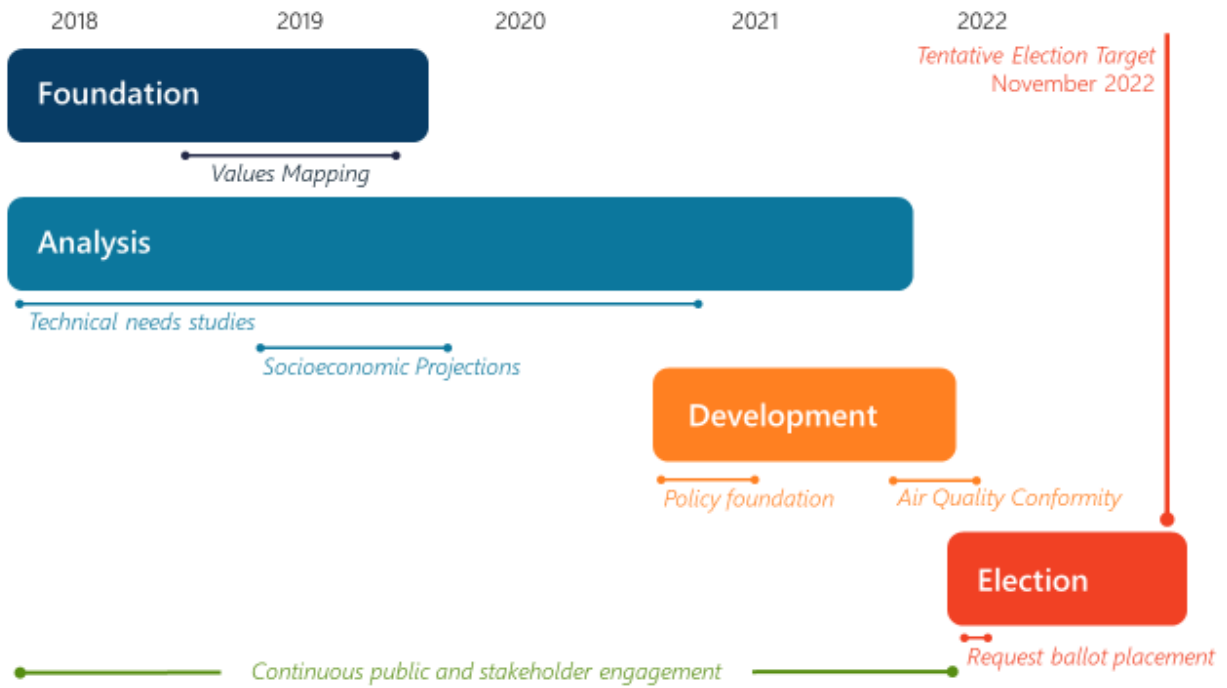 2018 2019 2020 2021 2022
Tentative Election Target
November 2022
Foundation
Values Mapping
Analysis
Technical needs studies
Socioeconomic Projections
Development
Policy foundation
Air Quality Conformity
Election
Request ballot placement
Continuous public and stakeholder engagement